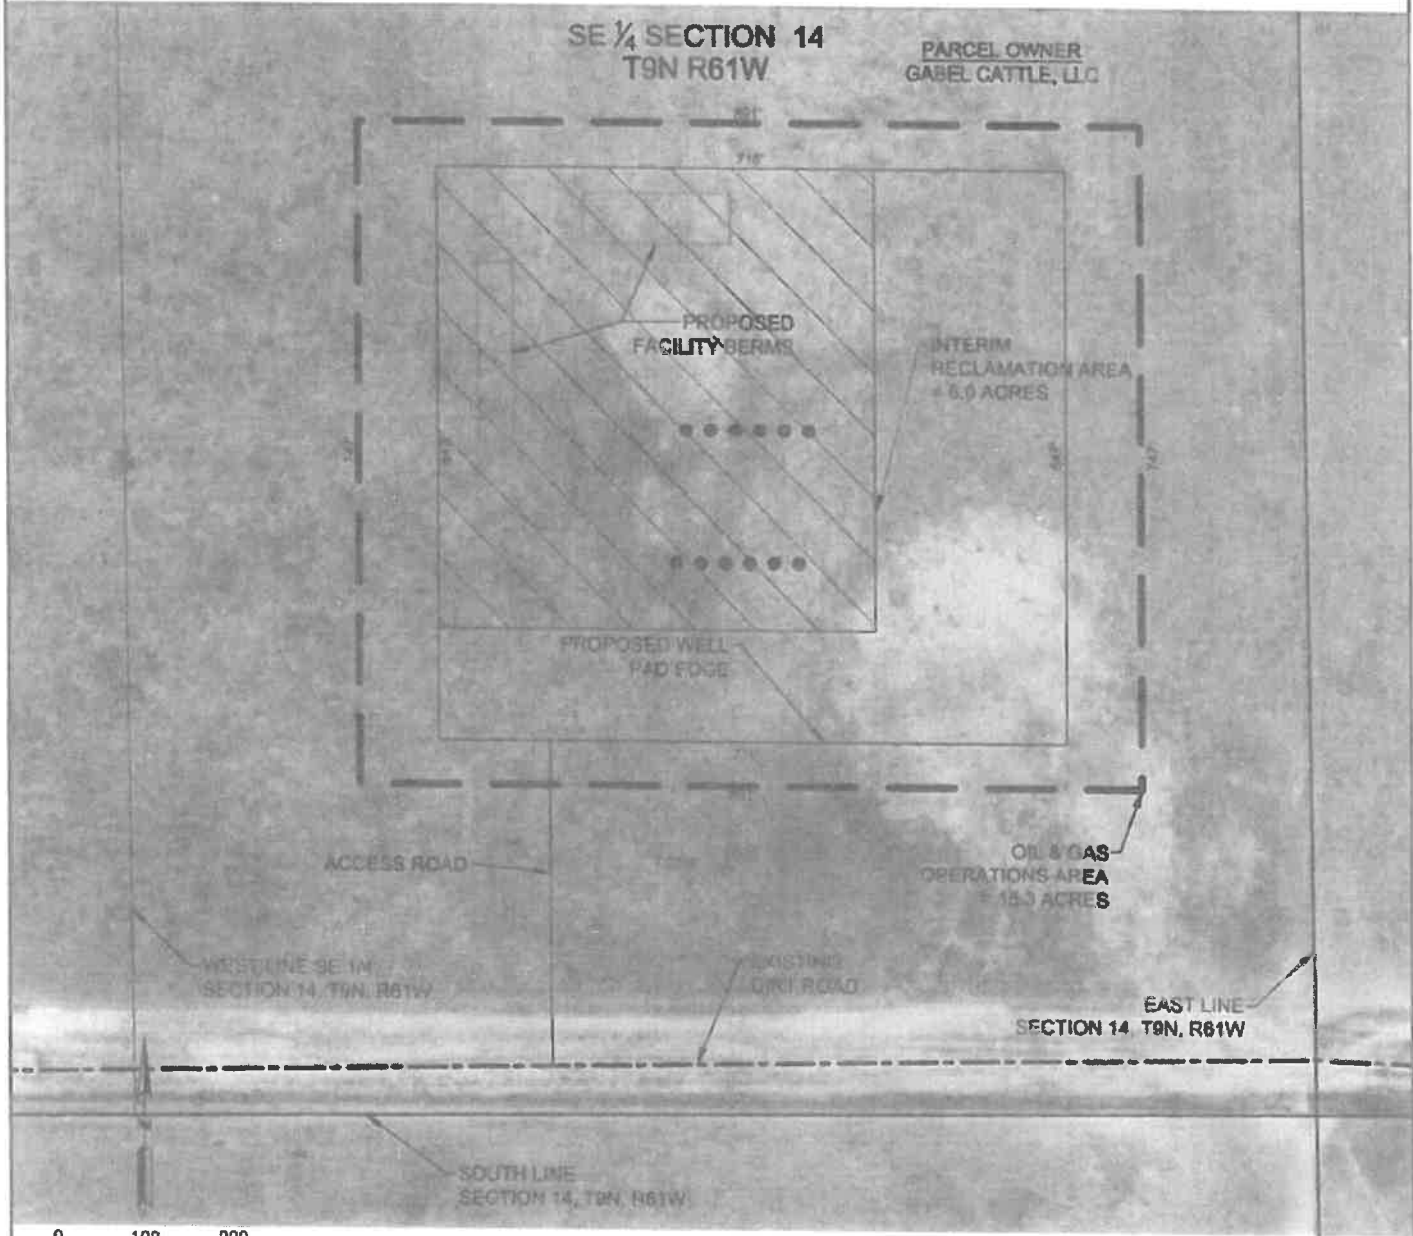 SE ¼ SECTION 14
T9N R61W
PARCEL OWNER
GABEL CATTLE, LLC
PROPOSED
FACILITY BERMS
INTERIM
RECLAMATION AREA
ACRES
747'
PROPOSED WELL
PAD EDGE
ACCESS ROAD
OIL & GAS
OPERATIONS AREA
ACRES
WEST LINE SE 1/4
SECTION 14, T9N, R61W
EXISTING
DIRT ROAD
EAST LINE
SECTION 14 T9N, R61W
SOUTH LINE
SECTION 14, T9N, R61W